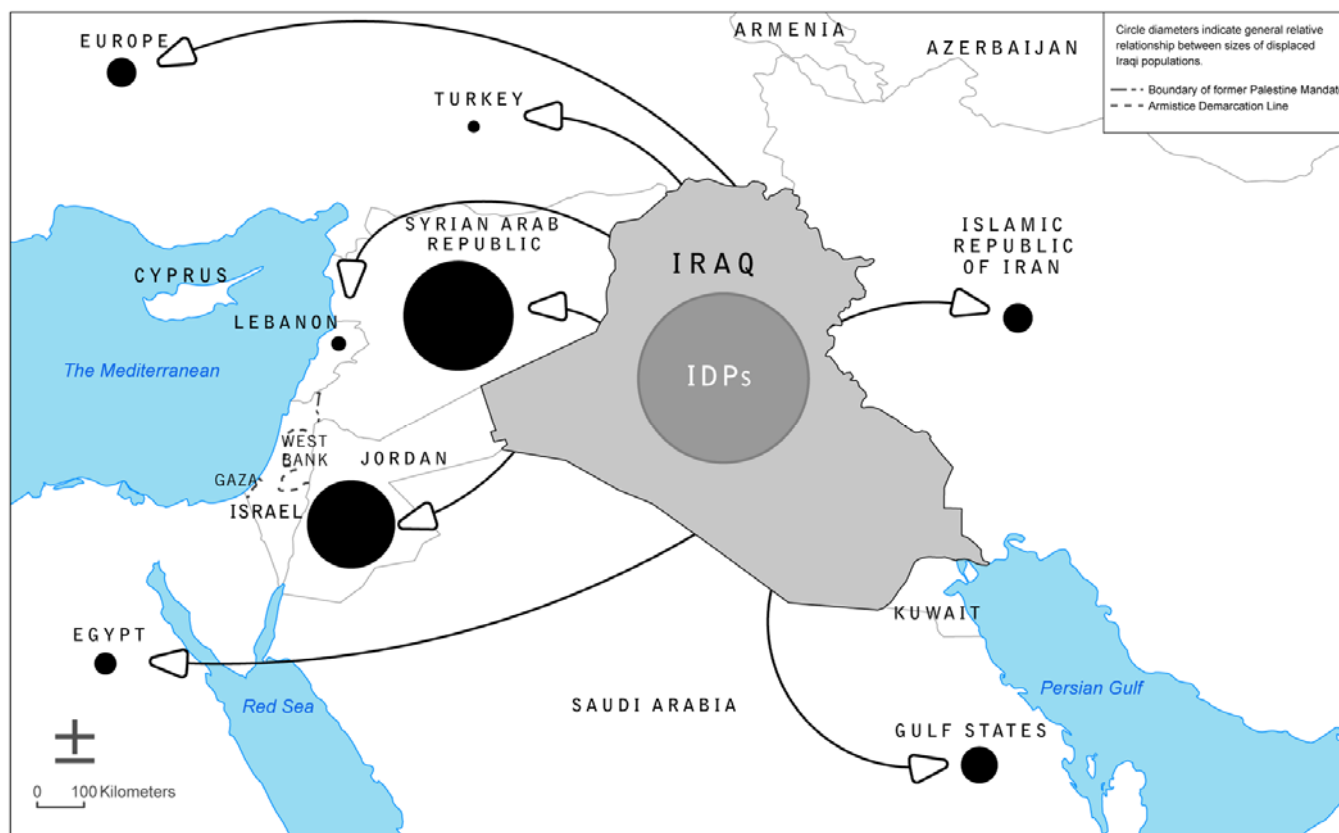 EUROPE
ARMENIA
AZERBAIJAN
Circle diameters indicate general relative
relationship between sizes of displaced
Iraqi populations.
Boundary of former Palestine Mandate
Armistice Demarcation Line
TURKEY
SYRIAN ARAB
REPUBLIC
IRAQ
ISLAMIC
REPUBLIC
OF IRAN
CYPRUS
LEBANON
The Mediterranean
IDPs
WEST
BANK
JORDAN
GAZA
ISRAEL
KUWAIT
EGYPT
Red Sea
SAUDI ARABIA
Persian Gulf
GULF STATES
0 100 Kilometers